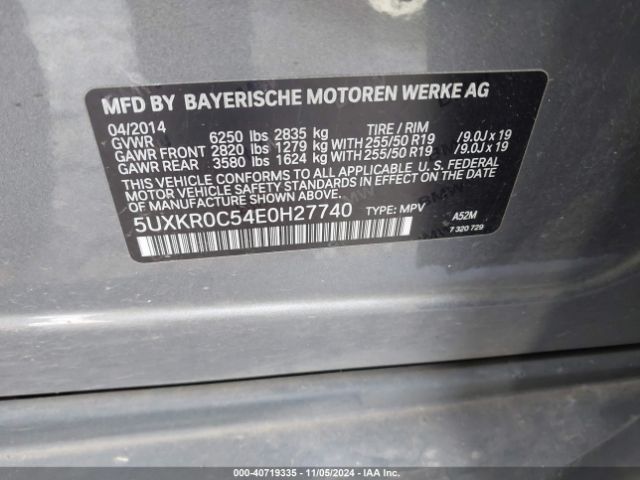 MFD BY BAYERISCHE MOTOREN WERKE AG
04/2014
GVWR 6250 lbs 2835 kg TIRE / RIM
GAWR FRONT 2820 lbs 1279 kg WITH 255/50 R19 /9.0J x 19
GAWR REAR 3580 lbs 1624 kg WITH 255/50 R19 /9.0J x 19
THIS VEHICLE CONFORMS TO ALL APPLICABLE U. S. FEDERAL
MOTOR VEHICLE SAFETY STANDARDS IN EFFECT ON THE DATE
OF MANUFACTURE SHOWN ABOVE.
5UXKR0C54E0H27740 TYPE: MPV A52M
7 320 729
000-40719335 - 11/05/2024 - IAA Inc.